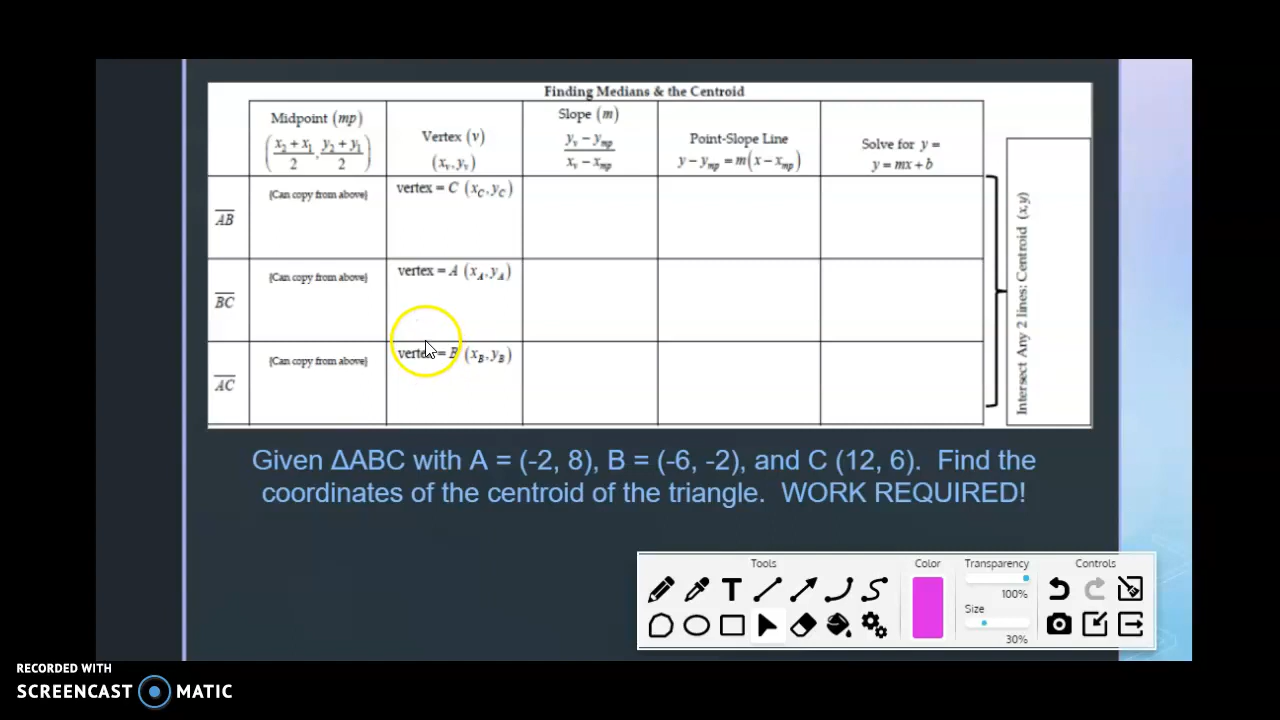 Finding Medians & the Centroid
Midpoint (mp)
(x₂ + x₁ / 2, y₂ + y₁ / 2)
Vertex (v)
(xᵥ, yᵥ)
Slope (m)
yᵥ − yₘₚ / xᵥ − xₘₚ
Point-Slope Line
y − yₘₚ = m(x − xₘₚ)
Solve for y =
y = mx + b
AB
{Can copy from above}
vertex = C (x_C, y_C)
BC
{Can copy from above}
vertex = A (x_A, y_A)
AC
{Can copy from above}
vertex = B (x_B, y_B)
Intersect Any 2 lines: Centroid (x,y)
Given ΔABC with A = (-2, 8), B = (-6, -2), and C (12, 6). Find the
coordinates of the centroid of the triangle. WORK REQUIRED!
Tools
T
Color
Transparency
100%
Size
30%
Controls
RECORDED WITH
SCREENCAST MATIC